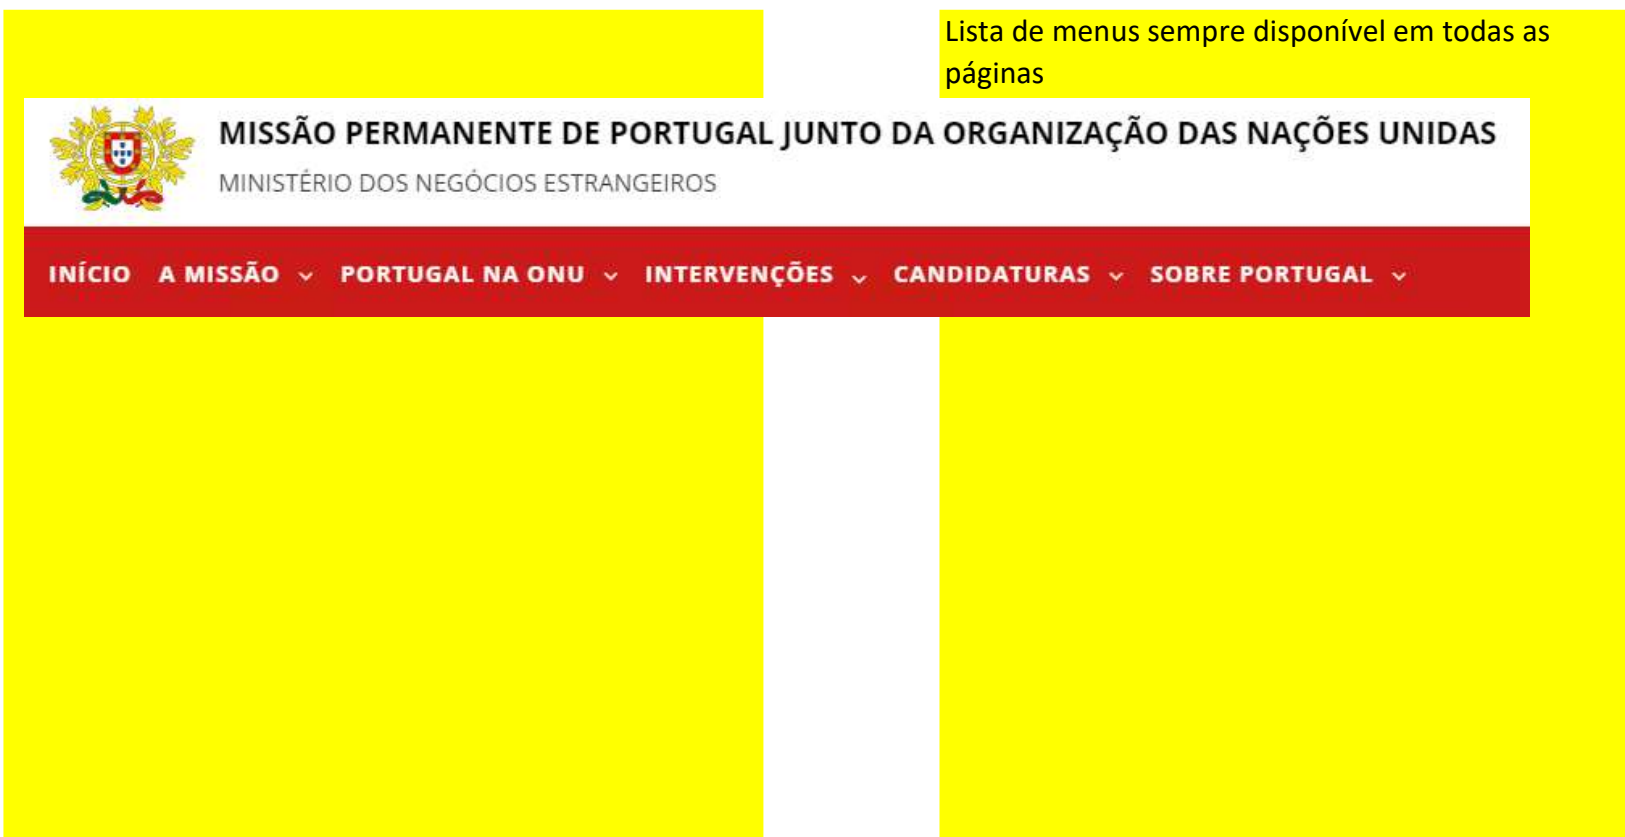 Lista de menus sempre disponível em todas as
páginas
MISSÃO PERMANENTE DE PORTUGAL JUNTO DA ORGANIZAÇÃO DAS NAÇÕES UNIDAS
MINISTÉRIO DOS NEGÓCIOS ESTRANGEIROS
INÍCIO A MISSÃO PORTUGAL NA ONU INTERVENÇÕES CANDIDATURAS SOBRE PORTUGAL